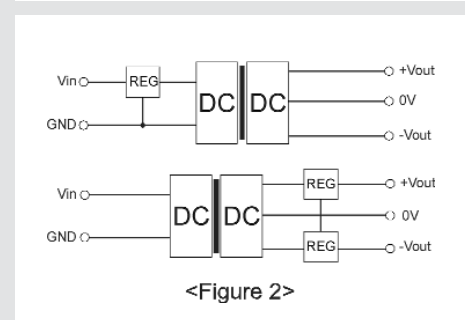 Vin REG DC DC +Vout
0V
GND -Vout
Vin DC DC REG +Vout
0V
GND REG -Vout
<Figure 2>